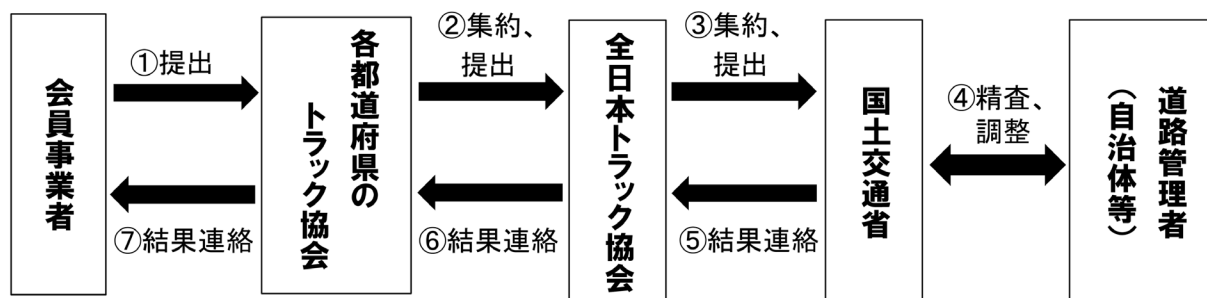 会員事業者
①提出
⑦結果連絡
各都道府県の
トラック協会
②集約、
提出
⑥結果連絡
全日本トラック協会
③集約、
提出
⑤結果連絡
国土交通省
④精査、
調整
道路管理者
（自治体等）